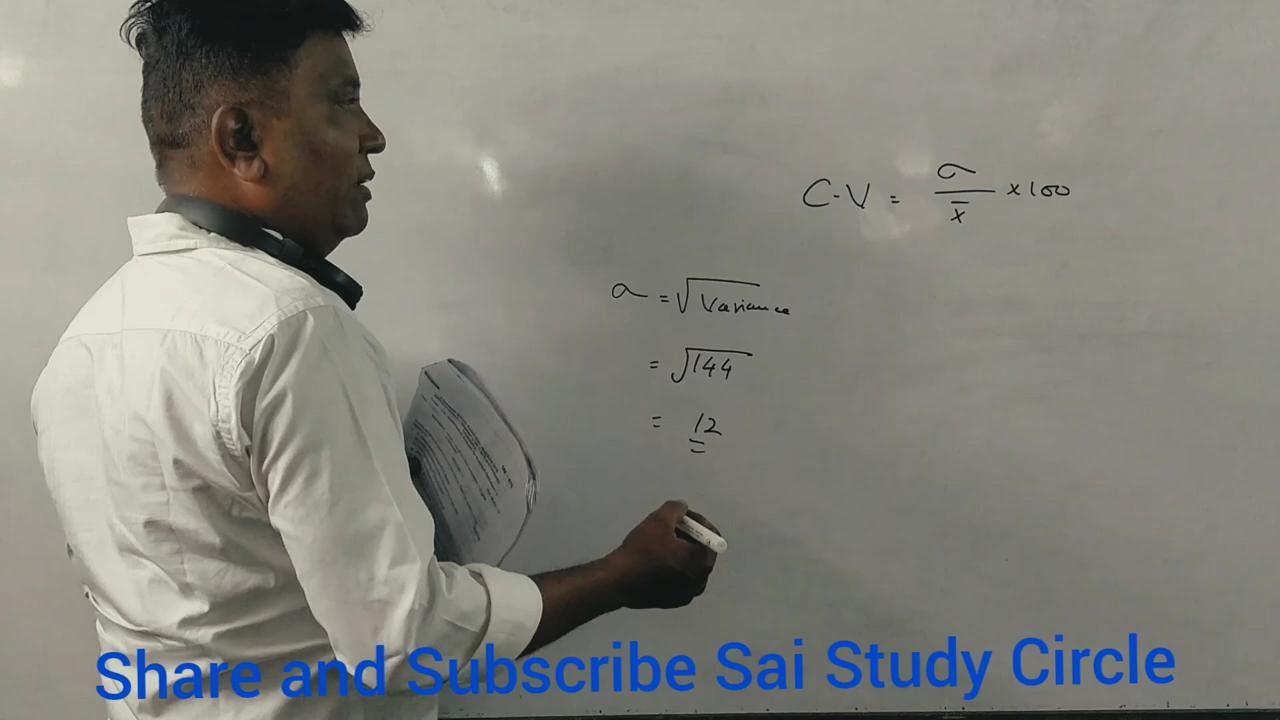 C.V = σ / x̄ × 100
σ = √Variance
= √144
= 12
Share and Subscribe Sai Study Circle